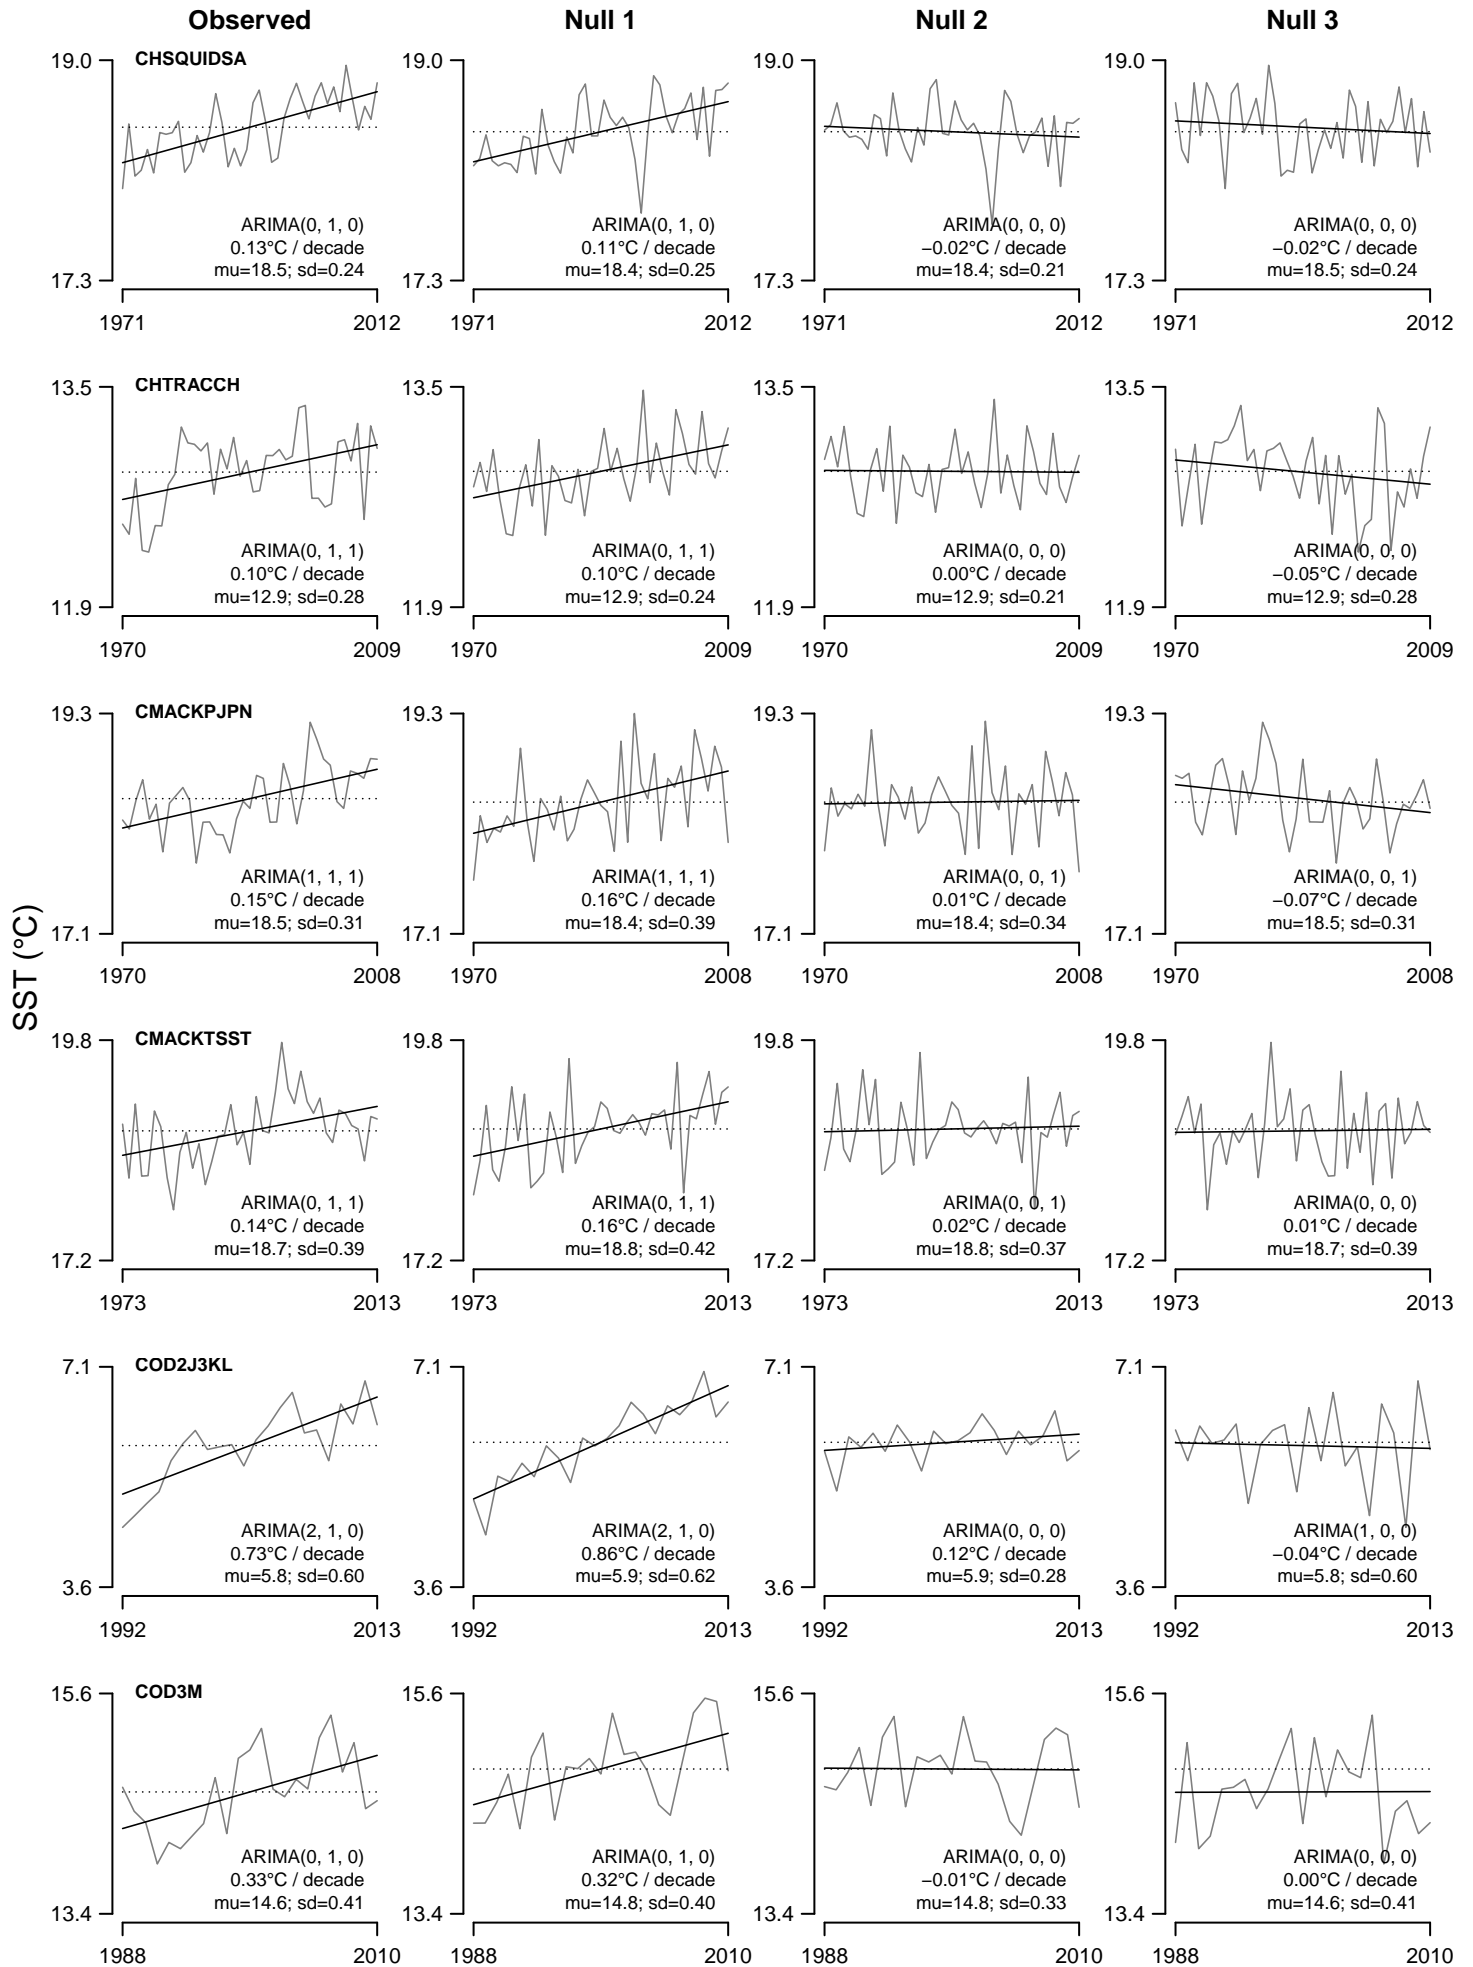 Observed Null 1 Null 2 Null 3
CHSQUIDSA
19.0 19.0 19.0 19.0
ARIMA(0, 1, 0) ARIMA(0, 1, 0) ARIMA(0, 0, 0) ARIMA(0, 0, 0)
0.13°C / decade 0.11°C / decade −0.02°C / decade −0.02°C / decade
mu=18.5; sd=0.24 mu=18.4; sd=0.25 mu=18.4; sd=0.21 mu=18.5; sd=0.24
17.3 17.3 17.3 17.3
1971 2012 1971 2012 1971 2012 1971 2012
CHTRACCH
13.5 13.5 13.5 13.5
ARIMA(0, 1, 1) ARIMA(0, 1, 1) ARIMA(0, 0, 0) ARIMA(0, 0, 0)
0.10°C / decade 0.10°C / decade 0.00°C / decade −0.05°C / decade
mu=12.9; sd=0.28 mu=12.9; sd=0.24 mu=12.9; sd=0.21 mu=12.9; sd=0.28
11.9 11.9 11.9 11.9
1970 2009 1970 2009 1970 2009 1970 2009
CMACKPJPN
19.3 19.3 19.3 19.3
ARIMA(1, 1, 1) ARIMA(1, 1, 1) ARIMA(0, 0, 1) ARIMA(0, 0, 1)
0.15°C / decade 0.16°C / decade 0.01°C / decade −0.07°C / decade
mu=18.5; sd=0.31 mu=18.4; sd=0.39 mu=18.4; sd=0.34 mu=18.5; sd=0.31
17.1 17.1 17.1 17.1
1970 2008 1970 2008 1970 2008 1970 2008
SST (°C)
CMACKTSST
19.8 19.8 19.8 19.8
ARIMA(0, 1, 1) ARIMA(0, 1, 1) ARIMA(0, 0, 1) ARIMA(0, 0, 0)
0.14°C / decade 0.16°C / decade 0.02°C / decade 0.01°C / decade
mu=18.7; sd=0.39 mu=18.8; sd=0.42 mu=18.8; sd=0.37 mu=18.7; sd=0.39
17.2 17.2 17.2 17.2
1973 2013 1973 2013 1973 2013 1973 2013
COD2J3KL
7.1 7.1 7.1 7.1
ARIMA(2, 1, 0) ARIMA(2, 1, 0) ARIMA(0, 0, 0) ARIMA(1, 0, 0)
0.73°C / decade 0.86°C / decade 0.12°C / decade −0.04°C / decade
mu=5.8; sd=0.60 mu=5.9; sd=0.62 mu=5.9; sd=0.28 mu=5.8; sd=0.60
3.6 3.6 3.6 3.6
1992 2013 1992 2013 1992 2013 1992 2013
COD3M
15.6 15.6 15.6 15.6
ARIMA(0, 1, 0) ARIMA(0, 1, 0) ARIMA(0, 0, 0) ARIMA(0, 0, 0)
0.33°C / decade 0.32°C / decade −0.01°C / decade 0.00°C / decade
mu=14.6; sd=0.41 mu=14.8; sd=0.40 mu=14.8; sd=0.33 mu=14.6; sd=0.41
13.4 13.4 13.4 13.4
1988 2010 1988 2010 1988 2010 1988 2010